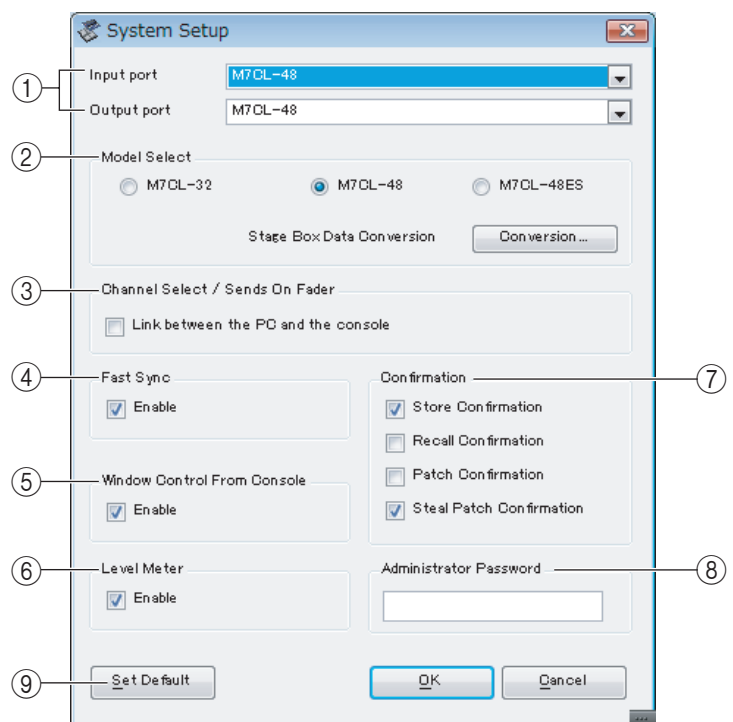 System Setup
① Input port M7CL-48
Output port M7CL-48
② Model Select
M7CL-32 M7CL-48 M7CL-48ES
Stage Box Data Conversion Conversion...
③ Channel Select / Sends On Fader
Link between the PC and the console
④ Fast Sync
Enable
⑤ Window Control From Console
Enable
⑥ Level Meter
Enable
Confirmation ⑦
Store Confirmation
Recall Confirmation
Patch Confirmation
Steal Patch Confirmation
Administrator Password ⑧
⑨ Set Default OK Cancel